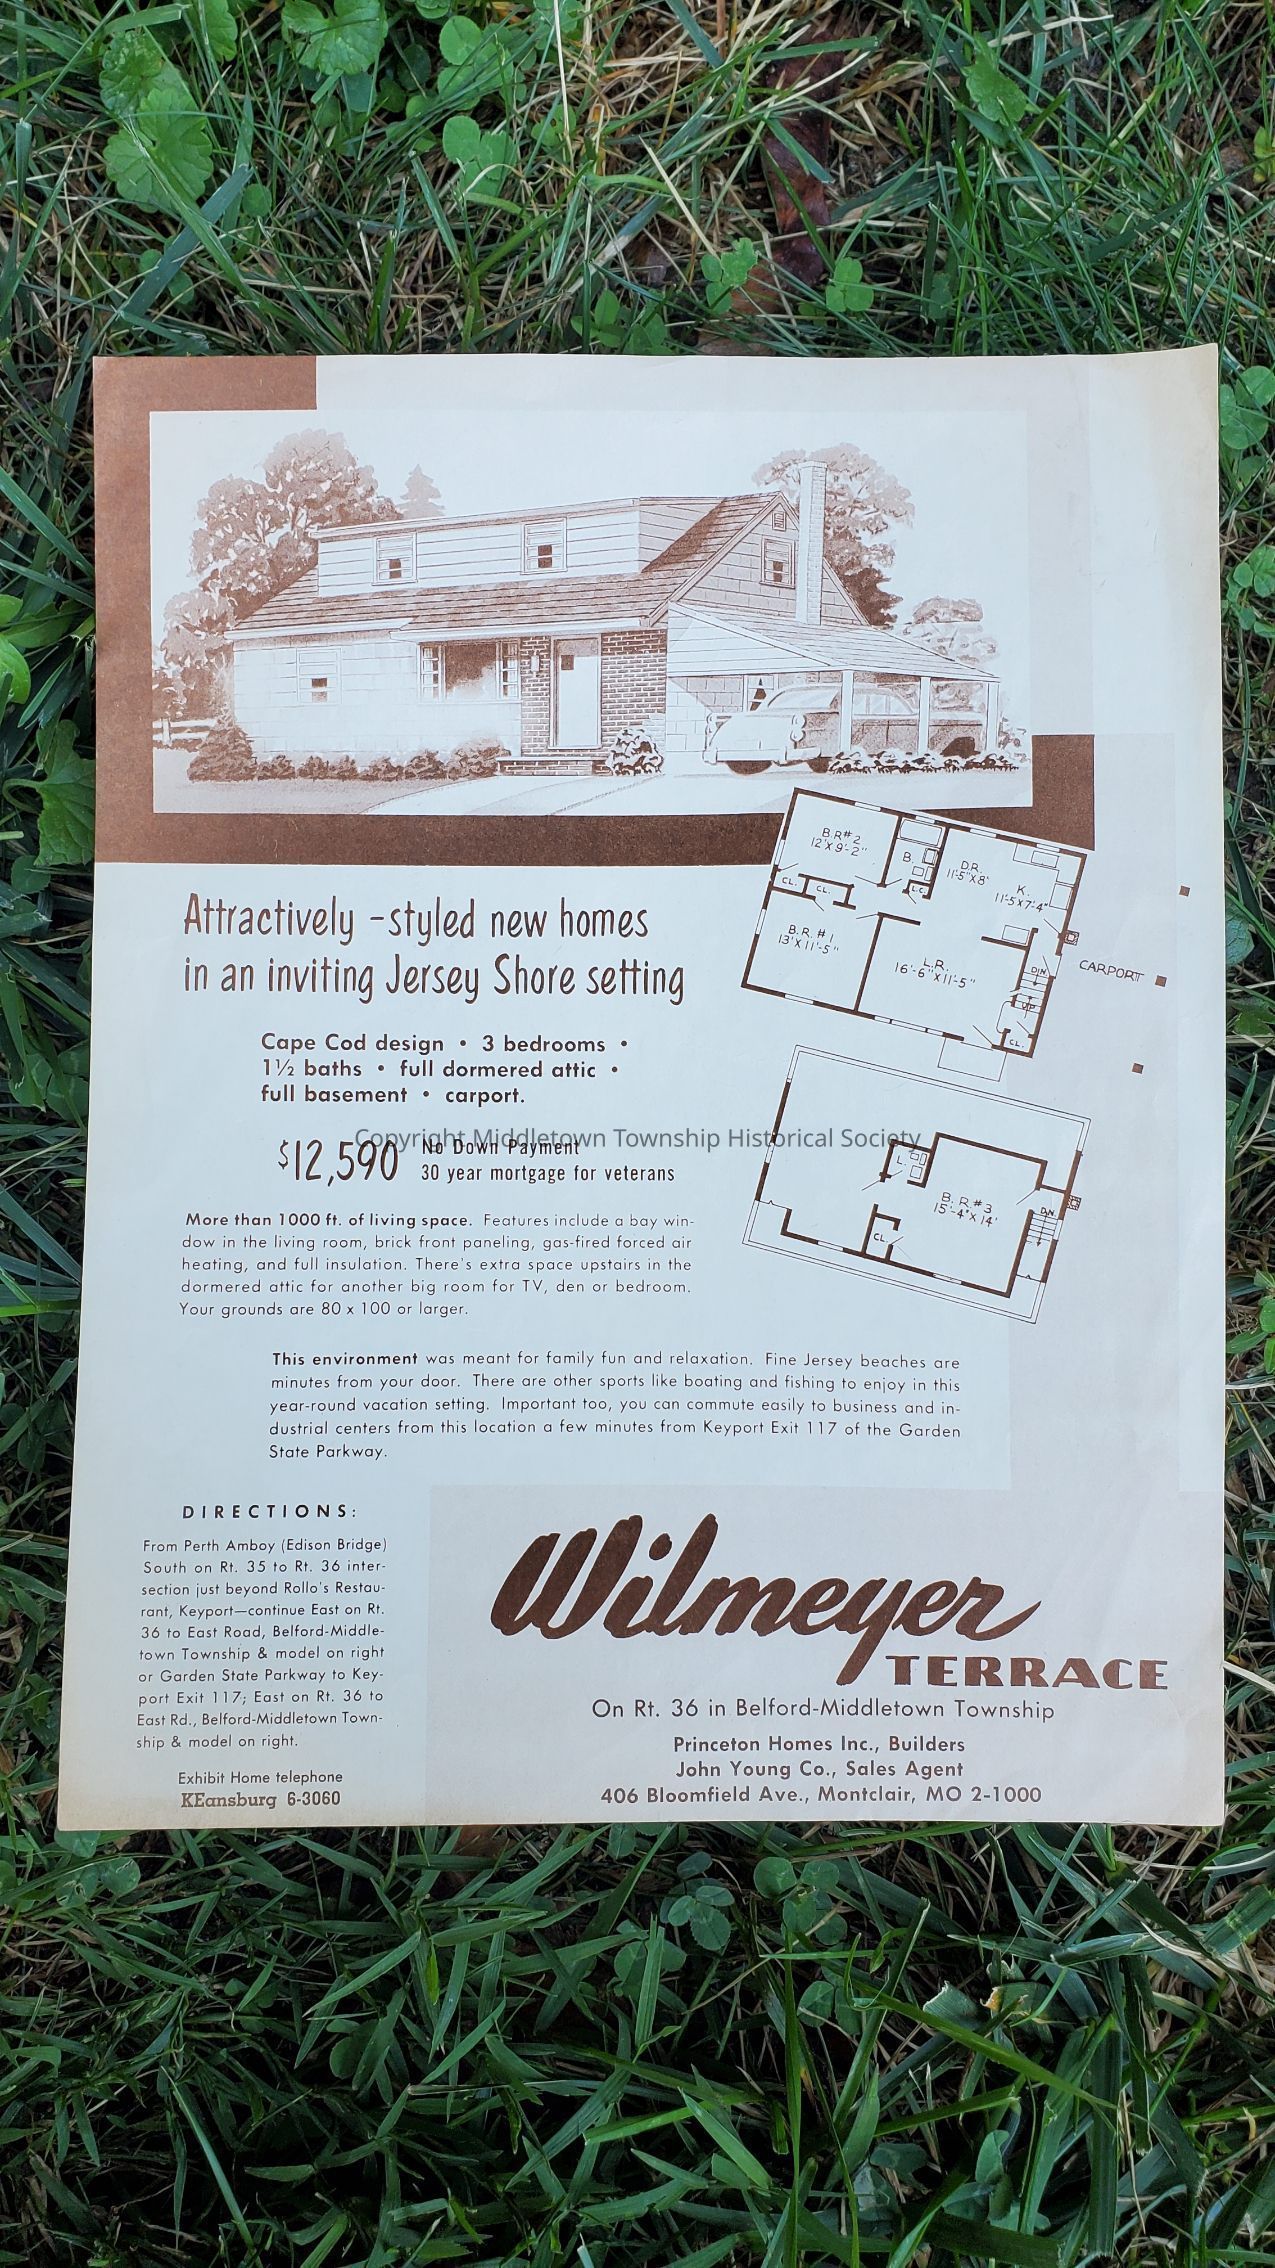 B.R.#2
12'X9'-2"
B.
D.R.
11'-5"X8'
K.
11'-5X7'-4"
CL.
CL.
L.C.
B.R. #1
13'X11'-5"
L.R.
16'-6"X11'-5"
DN.
UP
CL.
CARPORT
Attractively -styled new homes
in an inviting Jersey Shore setting
Cape Cod design • 3 bedrooms •
1½ baths • full dormered attic •
full basement • carport.
Copyright Middletown Township Historical Society
$12,590
No Down Payment
30 year mortgage for veterans
L.
B.R.#3
15'-4"X14'
DN.
CL.
More than 1000 ft. of living space. Features include a bay win-
dow in the living room, brick front paneling, gas-fired forced air
heating, and full insulation. There's extra space upstairs in the
dormered attic for another big room for TV, den or bedroom.
Your grounds are 80 x 100 or larger.
This environment was meant for family fun and relaxation. Fine Jersey beaches are
minutes from your door. There are other sports like boating and fishing to enjoy in this
year-round vacation setting. Important too, you can commute easily to business and in-
dustrial centers from this location a few minutes from Keyport Exit 117 of the Garden
State Parkway.
DIRECTIONS:
From Perth Amboy (Edison Bridge)
South on Rt. 35 to Rt. 36 inter-
section just beyond Rollo's Restau-
rant, Keyport—continue East on Rt.
36 to East Road, Belford-Middle-
town Township & model on right
or Garden State Parkway to Key-
port Exit 117; East on Rt. 36 to
East Rd., Belford-Middletown Town-
ship & model on right.
Exhibit Home telephone
KEansburg 6-3060
Wilmeyer
TERRACE
On Rt. 36 in Belford-Middletown Township
Princeton Homes Inc., Builders
John Young Co., Sales Agent
406 Bloomfield Ave., Montclair, MO 2-1000